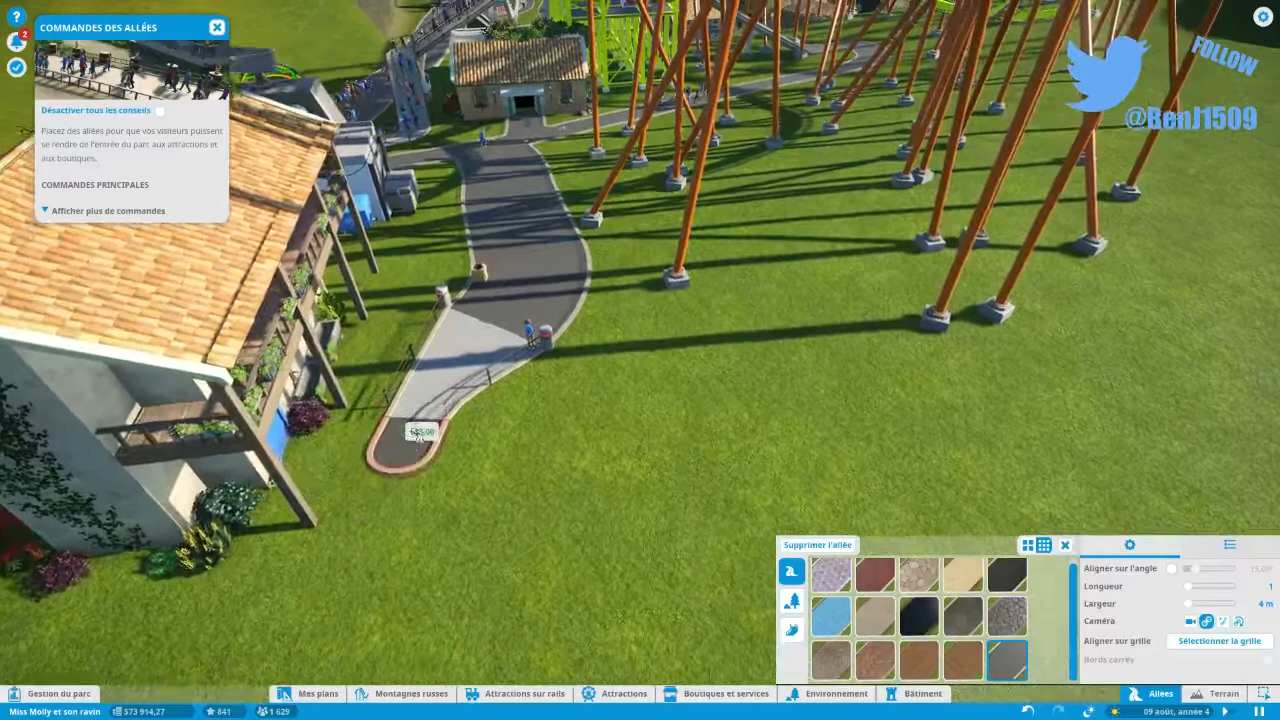 COMMANDES DES ALLÉES
2
FOLLOW
@BenJ1509
Désactiver tous les conseils
Placez des allées pour que vos visiteurs puissent
se rendre de l'entrée du parc aux attractions et
aux boutiques.
COMMANDES PRINCIPALES
Afficher plus de commandes
Supprimer l'allée
Aligner sur l'angle
15,00°
Longueur
1
Largeur
4 m
Caméra
Aligner sur grille
Sélectionner la grille
Bords carrés
Gestion du parc
Mes plans
Montagnes russes
Attractions sur rails
Attractions
Boutiques et services
Environnement
Bâtiment
Allées
Terrain
Miss Molly et son ravin
$73 914,27
841
1 629
09 août, année 4